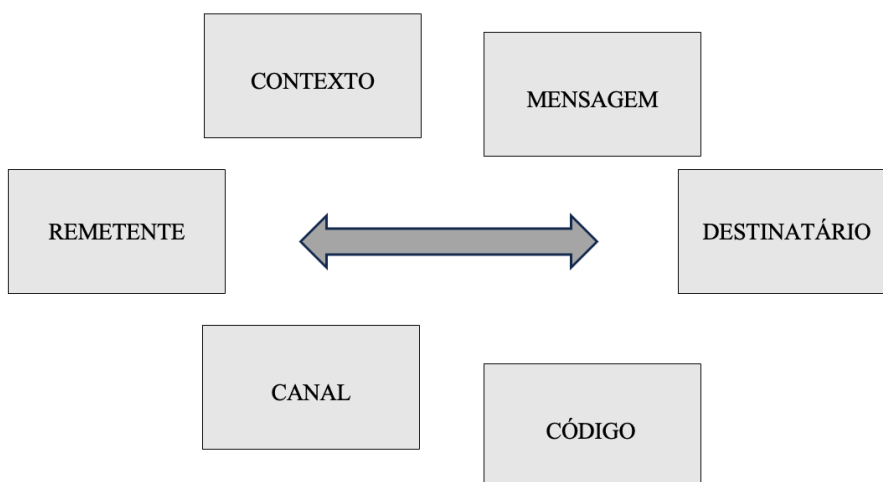 CONTEXTO
MENSAGEM
REMETENTE
DESTINATÁRIO
CANAL
CÓDIGO